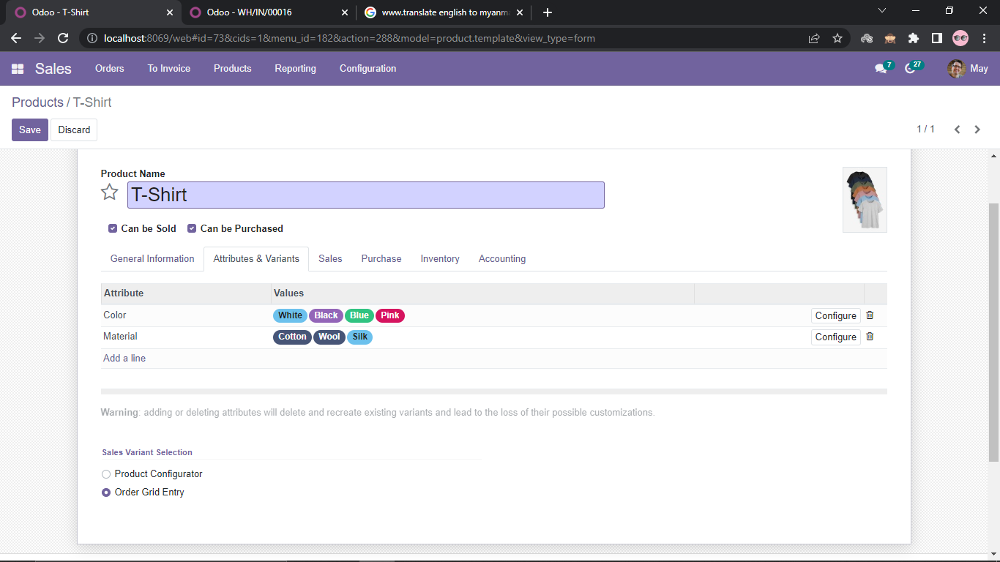 Odoo - T-Shirt
Odoo - WH/IN/00016
www.translate english to myanma
localhost:8069/web#id=73&cids=1&menu_id=182&action=288&model=product.template&view_type=form
Sales Orders To Invoice Products Reporting Configuration 7 27 May
Products / T-Shirt
Save Discard 1 / 1
Product Name
T-Shirt
Can be Sold Can be Purchased
General Information Attributes & Variants Sales Purchase Inventory Accounting
Attribute Values
Color White Black Blue Pink Configure
Material Cotton Wool Silk Configure
Add a line
Warning: adding or deleting attributes will delete and recreate existing variants and lead to the loss of their possible customizations.
Sales Variant Selection
Product Configurator
Order Grid Entry